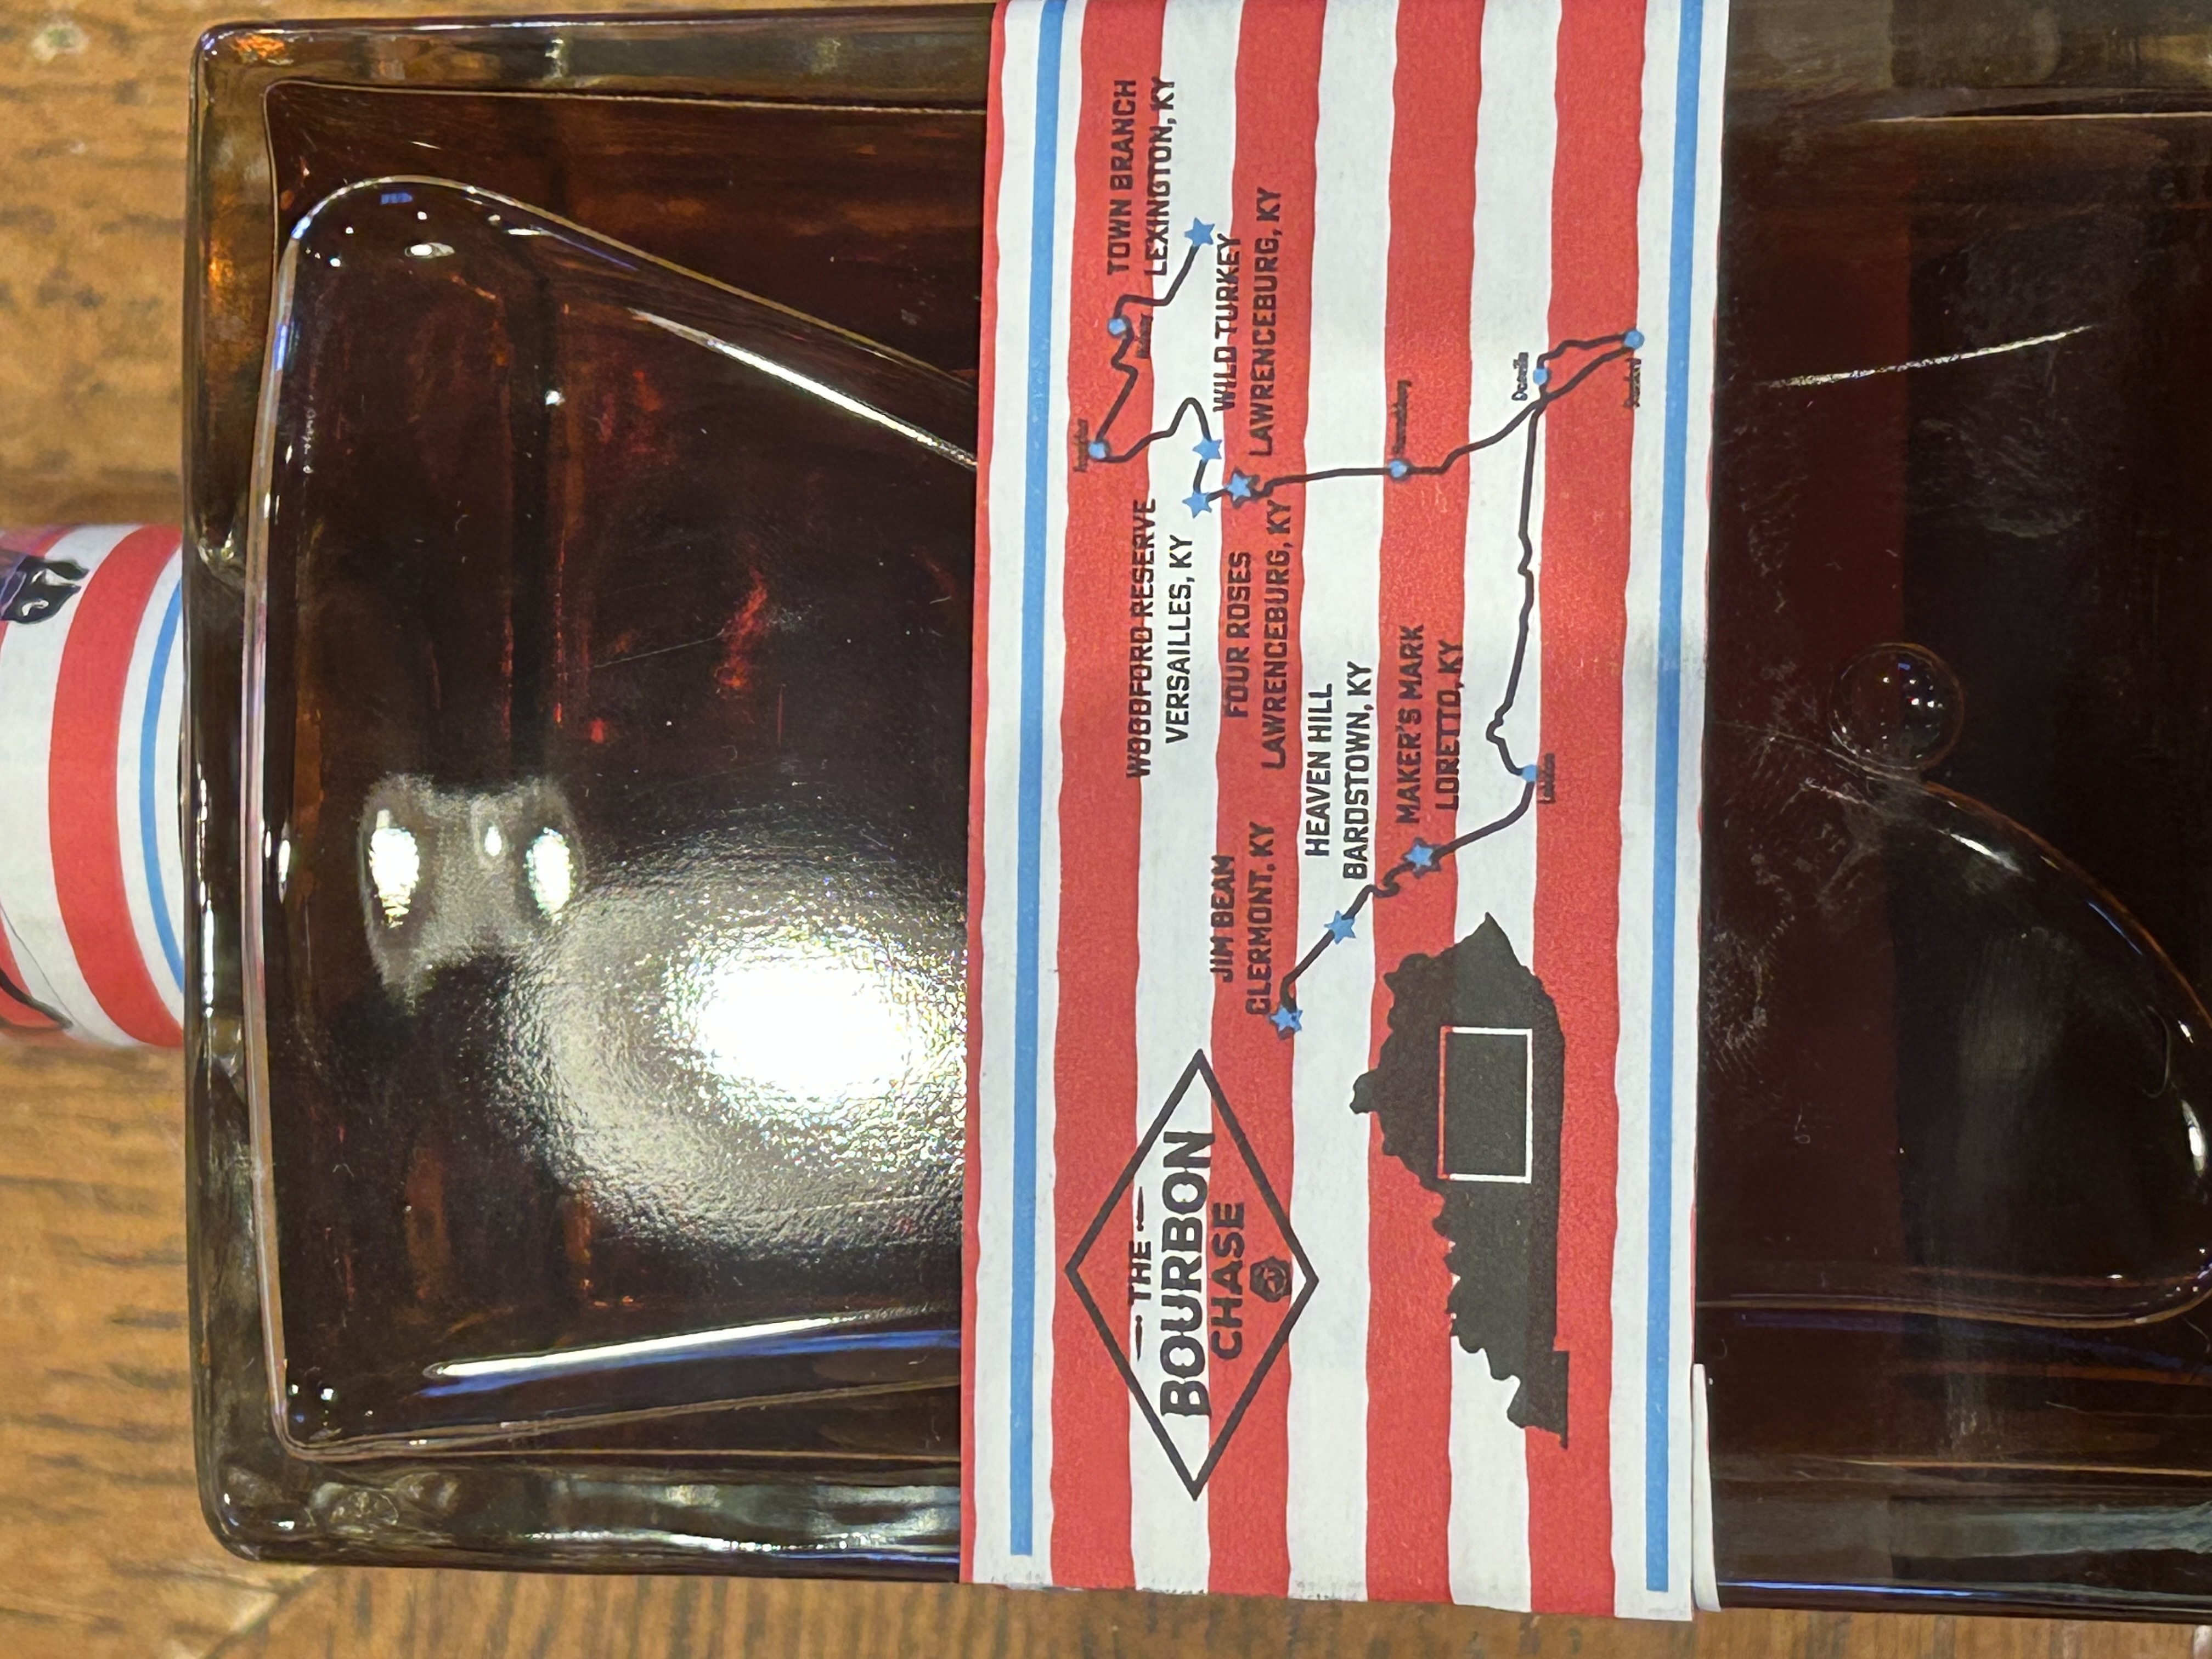 THE
BOURBON
CHASE
JIM BEAM
CLERMONT, KY
HEAVEN HILL
BARDSTOWN, KY
MAKER'S MARK
LORETTO, KY
WOODFORD RESERVE
VERSAILLES, KY
FOUR ROSES
LAWRENCEBURG, KY
WILD TURKEY
LAWRENCEBURG, KY
TOWN BRANCH
LEXINGTON, KY
Danville